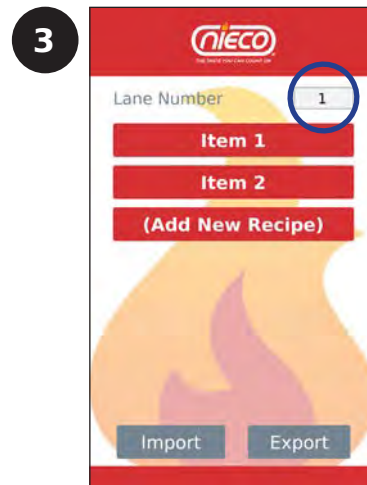 3
NIECO
THE TASTE YOU CAN COUNT ON
Lane Number 1
Item 1
Item 2
(Add New Recipe)
Import Export